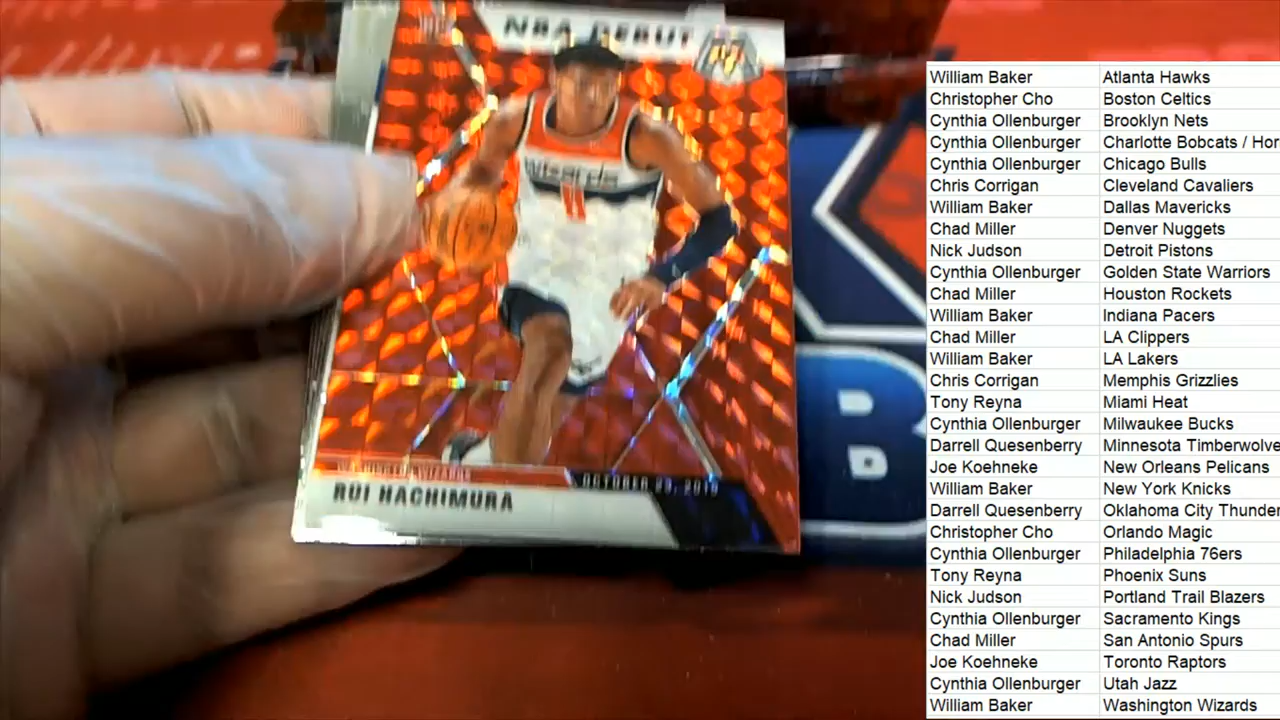 NBA DEBUT
Wizards
WASHINGTON WIZARDS
RUI HACHIMURA
B
William Baker Atlanta Hawks
Christopher Cho Boston Celtics
Cynthia Ollenburger Brooklyn Nets
Cynthia Ollenburger Charlotte Bobcats / Hor
Cynthia Ollenburger Chicago Bulls
Chris Corrigan Cleveland Cavaliers
William Baker Dallas Mavericks
Chad Miller Denver Nuggets
Nick Judson Detroit Pistons
Cynthia Ollenburger Golden State Warriors
Chad Miller Houston Rockets
William Baker Indiana Pacers
Chad Miller LA Clippers
William Baker LA Lakers
Chris Corrigan Memphis Grizzlies
Tony Reyna Miami Heat
Cynthia Ollenburger Milwaukee Bucks
Darrell Quesenberry Minnesota Timberwolve
Joe Koehneke New Orleans Pelicans
William Baker New York Knicks
Darrell Quesenberry Oklahoma City Thunder
Christopher Cho Orlando Magic
Cynthia Ollenburger Philadelphia 76ers
Tony Reyna Phoenix Suns
Nick Judson Portland Trail Blazers
Cynthia Ollenburger Sacramento Kings
Chad Miller San Antonio Spurs
Joe Koehneke Toronto Raptors
Cynthia Ollenburger Utah Jazz
William Baker Washington Wizards